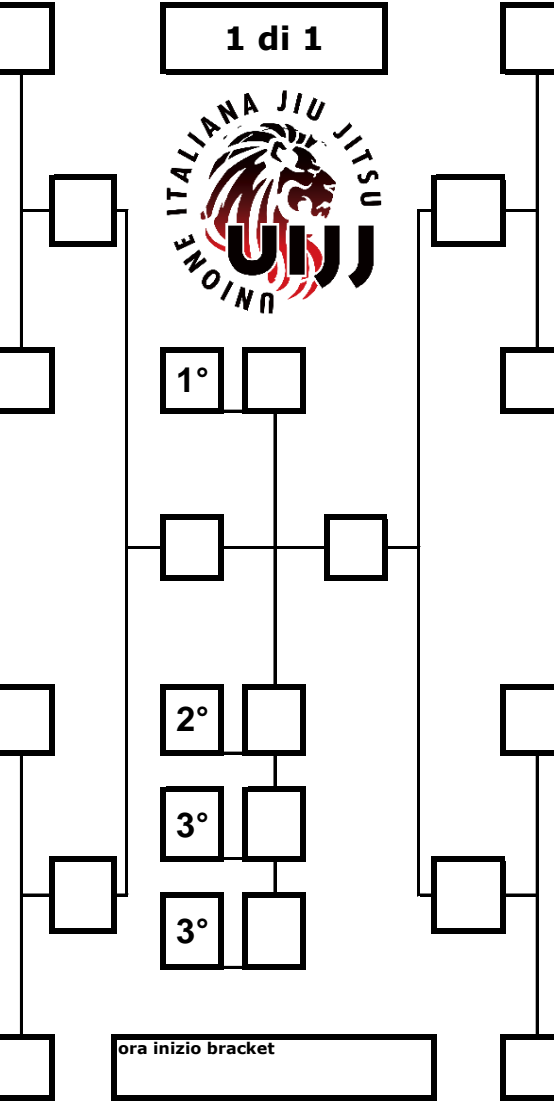 1 di 1
UNIONE ITALIANA JIU JITSU
UIJJ
1°
2°
3°
3°
ora inizio bracket